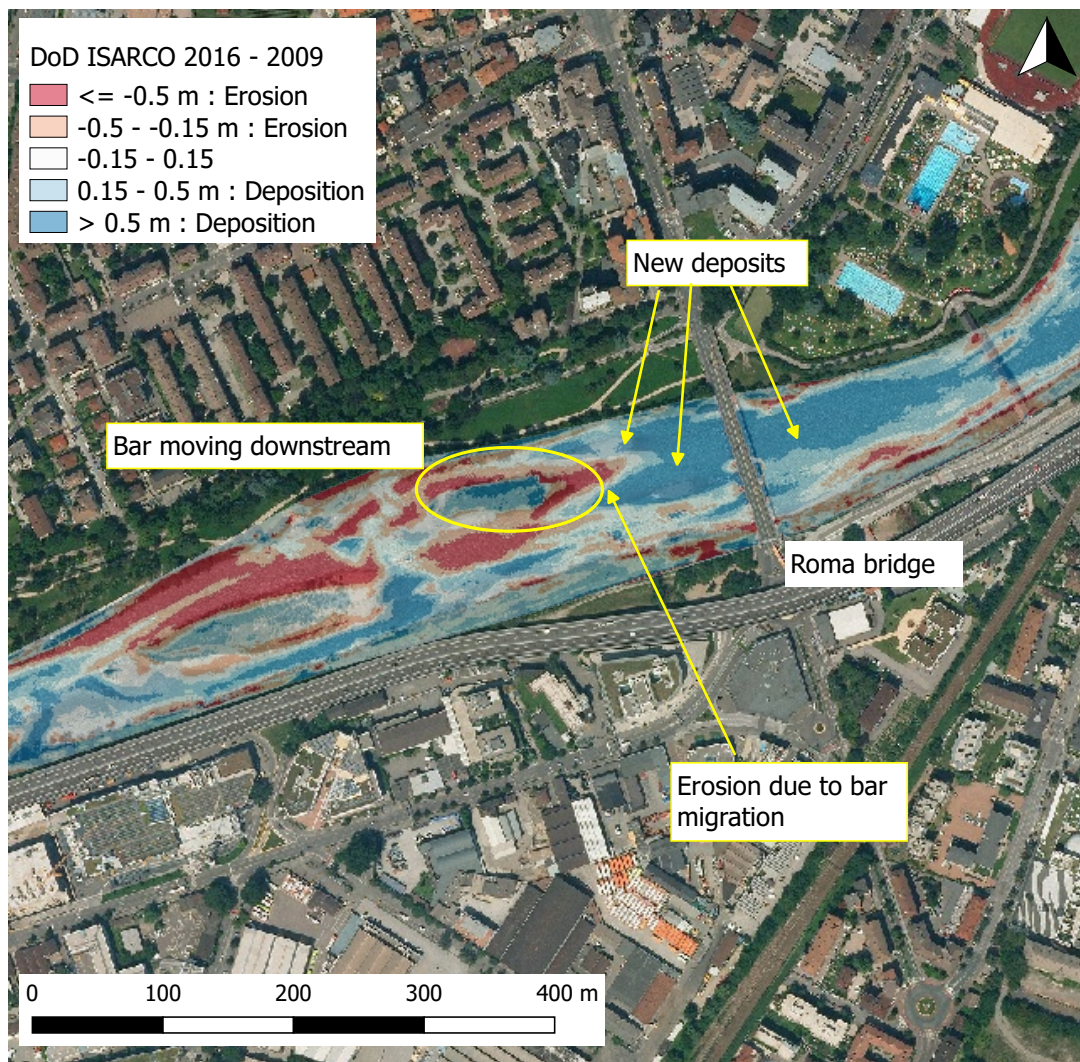 DoD ISARCO 2016 - 2009
<= -0.5 m : Erosion
-0.5 - -0.15 m : Erosion
-0.15 - 0.15
0.15 - 0.5 m : Deposition
> 0.5 m : Deposition
New deposits
Bar moving downstream
Roma bridge
Erosion due to bar
migration
0 100 200 300 400 m